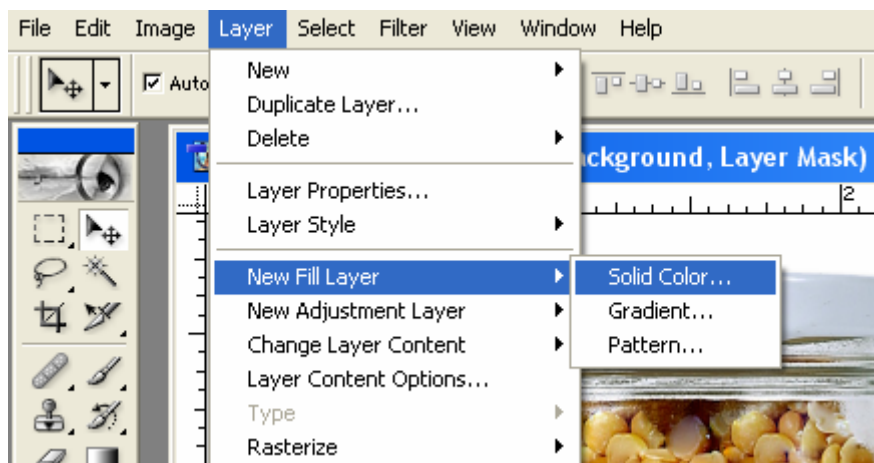 File Edit Image Layer Select Filter View Window Help
Auto
New
Duplicate Layer...
Delete
ckground, Layer Mask)
Layer Properties...
2
Layer Style
New Fill Layer
Solid Color...
New Adjustment Layer
Gradient...
Change Layer Content
Pattern...
Layer Content Options...
Type
Rasterize